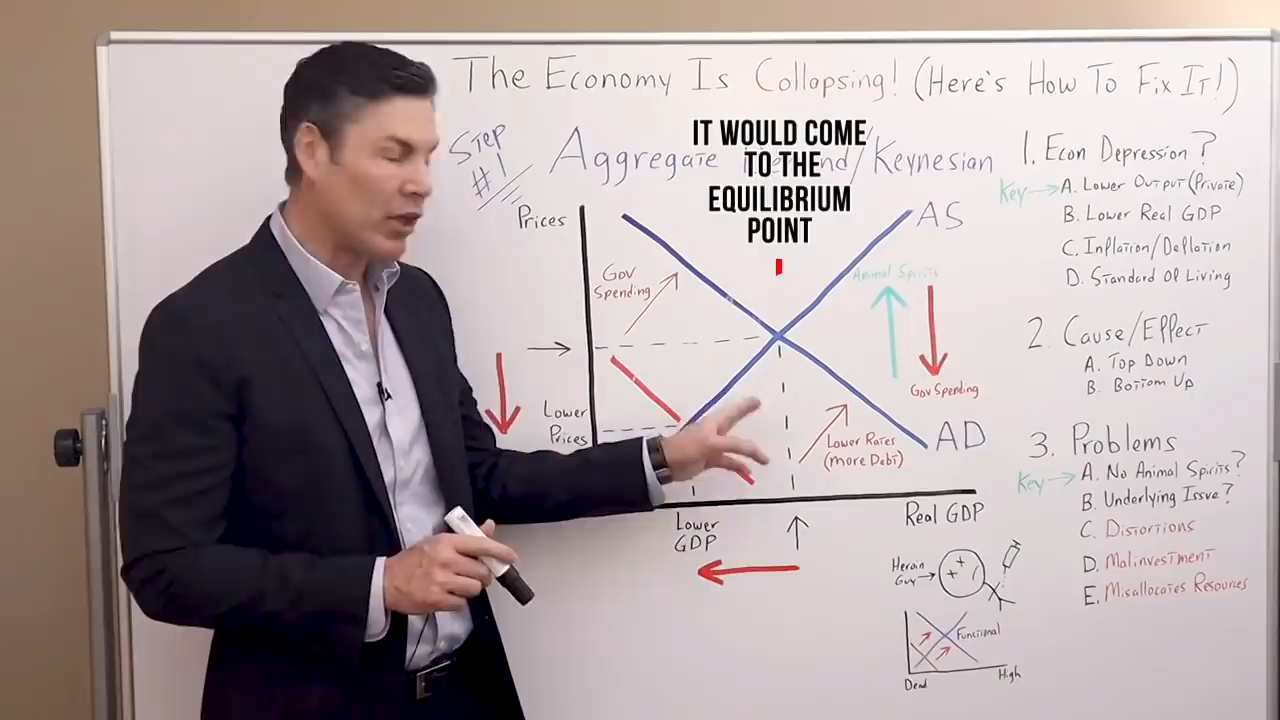 The Economy Is Collapsing! (Here's How To Fix It!)
Step
#1
Aggregate
nd/Keynesian
IT WOULD COME
TO THE
EQUILIBRIUM
POINT
Prices
AS
Gov
Spending
Animal Spirits
Gov Spending
Lower
Prices
Lower Rates
(more Debt)
AD
Lower
GDP
Real GDP
1. Econ Depression?
Key
A. Lower Output (Private)
B. Lower Real GDP
C. Inflation/Deflation
D. Standard Of Living
2. Cause/Effect
A. Top Down
B. Bottom Up
3. Problems
Key
A. No Animal Spirits?
B. Underlying Issue?
C. Distortions
D. Malinvestment
E. Misallocates Resources
Heroin
Guy
Functional
Dead
High